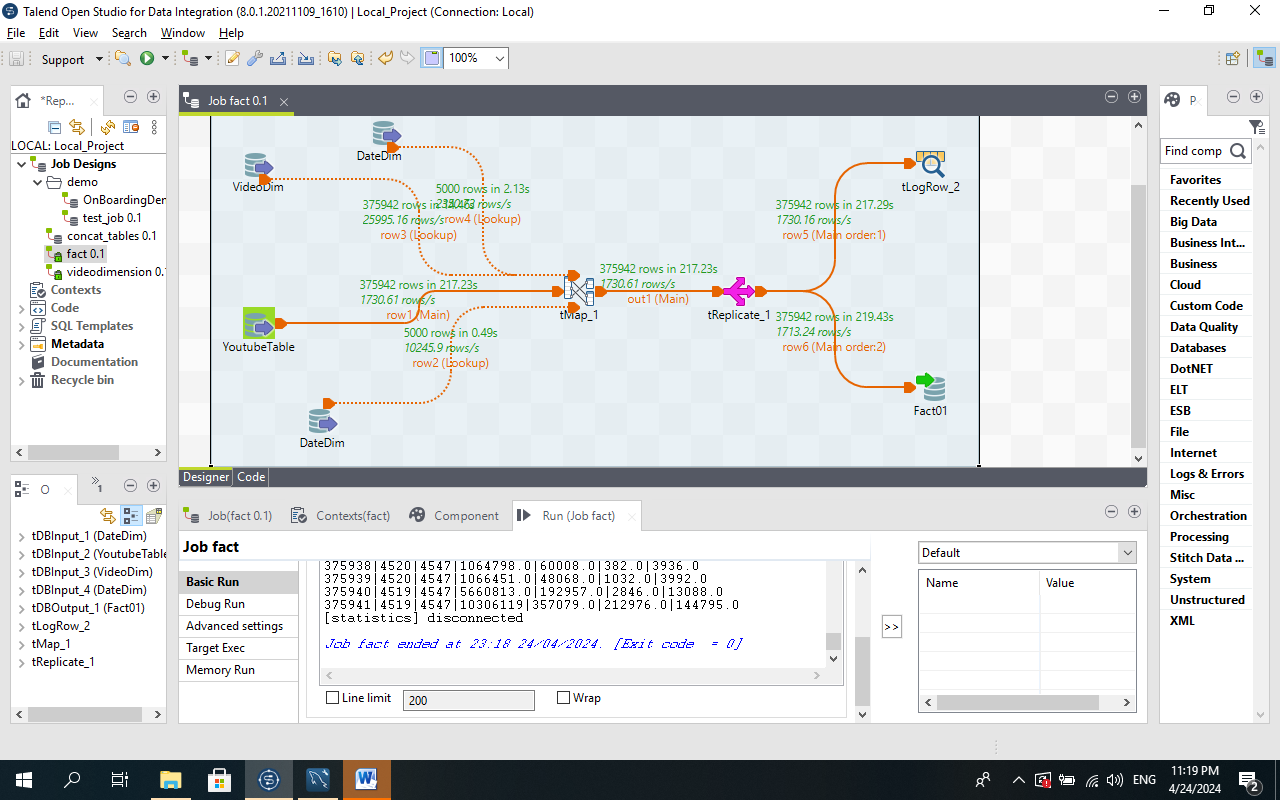 Talend Open Studio for Data Integration (8.0.1.20211109_1610) | Local_Project (Connection: Local)
File Edit View Search Window Help
Support 100%
*Rep...
LOCAL: Local_Project
Job Designs
demo
OnBoardingDem
test_job 0.1
concat_tables 0.1
fact 0.1
videodimension 0.1
Contexts
Code
SQL Templates
Metadata
Documentation
Recycle bin
O
1
tDBInput_1 (DateDim)
tDBInput_2 (YoutubeTable
tDBInput_3 (VideoDim)
tDBInput_4 (DateDim)
tDBOutput_1 (Fact01)
tLogRow_2
tMap_1
tReplicate_1
Job fact 0.1
DateDim
VideoDim
5000 rows in 2.13s
row4 (Lookup)
375942 rows in
25995.16 rows/s
row3 (Lookup)
375942 rows in 217.23s
1730.61 rows/s
row1 (Main)
YoutubeTable
5000 rows in 0.49s
10245.9 rows/s
row2 (Lookup)
DateDim
tMap_1
375942 rows in 217.23s
1730.61 rows/s
out1 (Main)
tReplicate_1
375942 rows in 217.29s
1730.16 rows/s
row5 (Main order:1)
tLogRow_2
375942 rows in 219.43s
1713.24 rows/s
row6 (Main order:2)
Fact01
Designer Code
Job(fact 0.1) Contexts(fact) Component Run (Job fact)
Job fact
Basic Run
Debug Run
Advanced settings
Target Exec
Memory Run
375938|4520|4547|1064798.0|60008.0|382.0|3936.0
375939|4520|4547|1066451.0|48068.0|1032.0|3992.0
375940|4519|4547|5660813.0|192957.0|2846.0|13088.0
375941|4519|4547|10306119|357079.0|212976.0|144795.0
[statistics] disconnected
Job fact ended at 23:18 24/04/2024. [Exit code  = 0]
Line limit 200 Wrap
>>
Default
Name Value
P
Find comp
Favorites
Recently Used
Big Data
Business Int...
Business
Cloud
Custom Code
Data Quality
Databases
DotNET
ELT
ESB
File
Internet
Logs & Errors
Misc
Orchestration
Processing
Stitch Data ...
System
Unstructured
XML
ENG
11:19 PM
4/24/2024
2